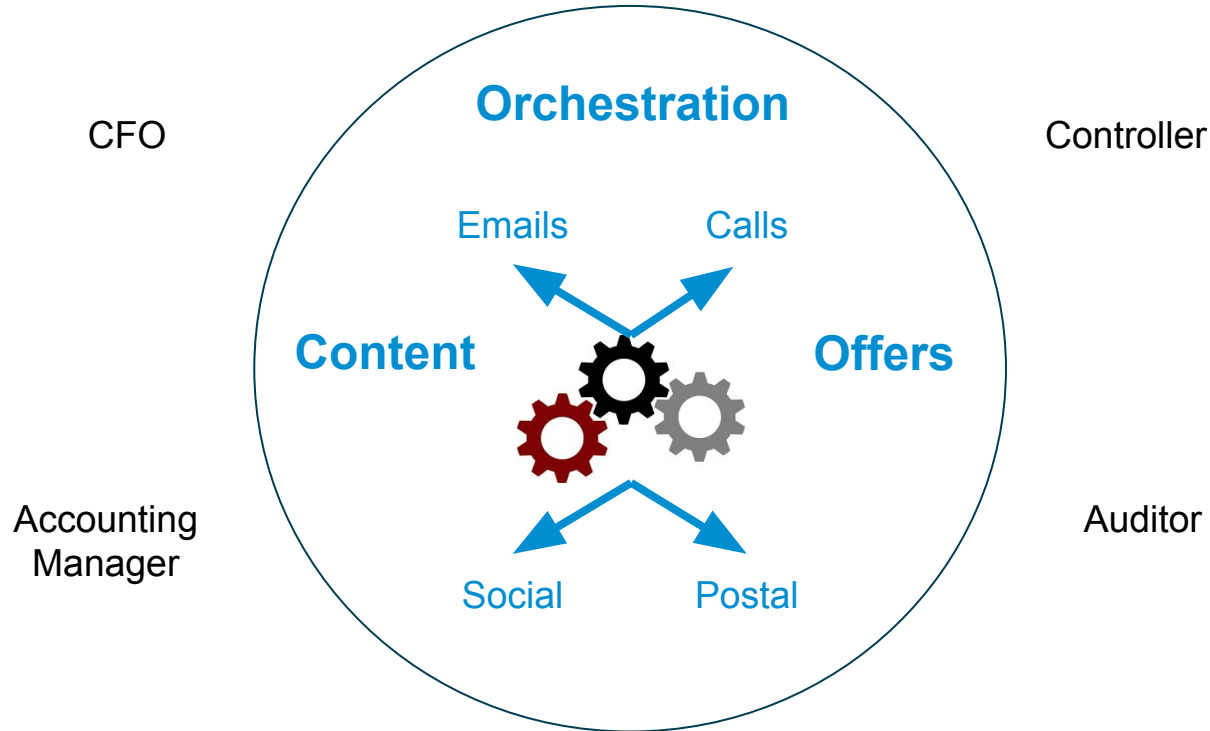 Orchestration
CFO
Controller
Emails
Calls
Content
Offers
Accounting
Manager
Auditor
Social
Postal